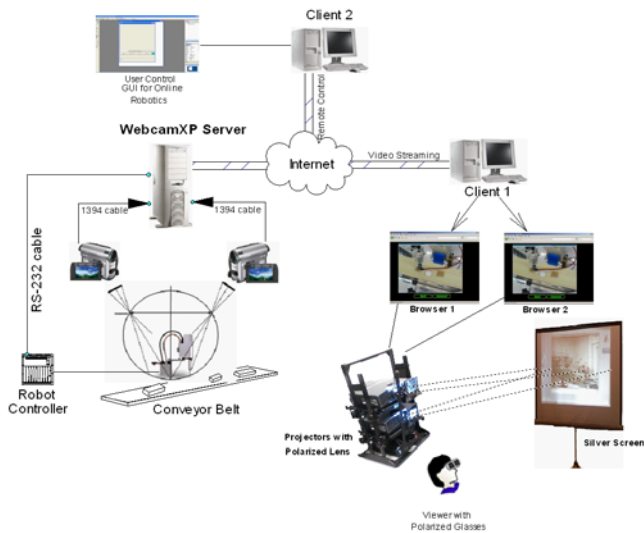 Client 2
User Control
GUI for Online
Robotics
Remote Control
WebcamXP Server
Internet
Video Streaming
Client 1
1394 cable
1394 cable
RS-232 cable
Browser 1
Browser 2
Robot
Controller
Conveyor Belt
Projectors with
Polarized Lens
Silver Screen
Viewer with
Polarized Glasses